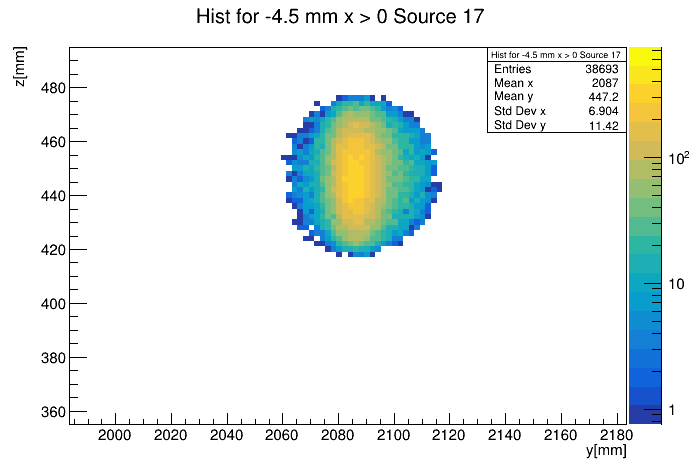 Hist for -4.5 mm x > 0 Source 17
z[mm]
Hist for -4.5 mm x > 0 Source 17
Entries 38693
Mean x 2087
Mean y 447.2
Std Dev x 6.904
Std Dev y 11.42
480
460
440
420
400
380
360
10²
10
1
2000 2020 2040 2060 2080 2100 2120 2140 2160 2180
y[mm]